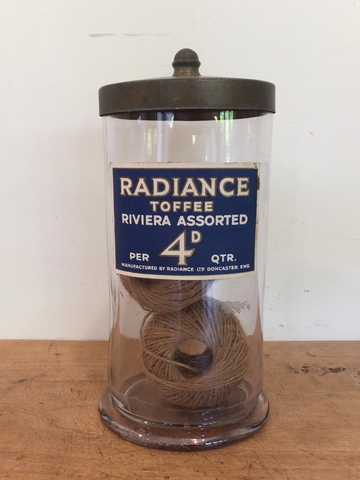 RADIANCE
TOFFEE
RIVIERA ASSORTED
PER 4D QTR.
MANUFACTURED BY RADIANCE LTD DONCASTER, ENG.